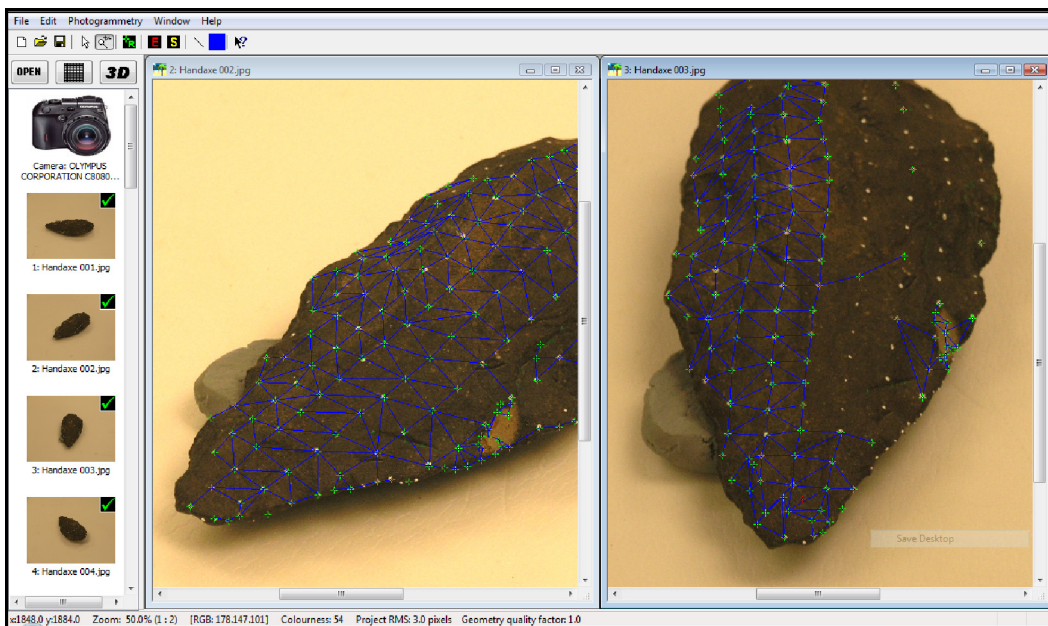 File Edit Photogrammetry Window Help
R E S ?
OPEN 3D
2: Handaxe 002.jpg
3: Handaxe 003.jpg
OLYMPUS
Camera: OLYMPUS
CORPORATION C8080...
1: Handaxe 001.jpg
2: Handaxe 002.jpg
3: Handaxe 003.jpg
4: Handaxe 004.jpg
Save Desktop
x:1848.0 y:1884.0 Zoom: 50.0% (1 : 2) [RGB: 178.147.101] Colourness: 54 Project RMS: 3.0 pixels Geometry quality factor: 1.0